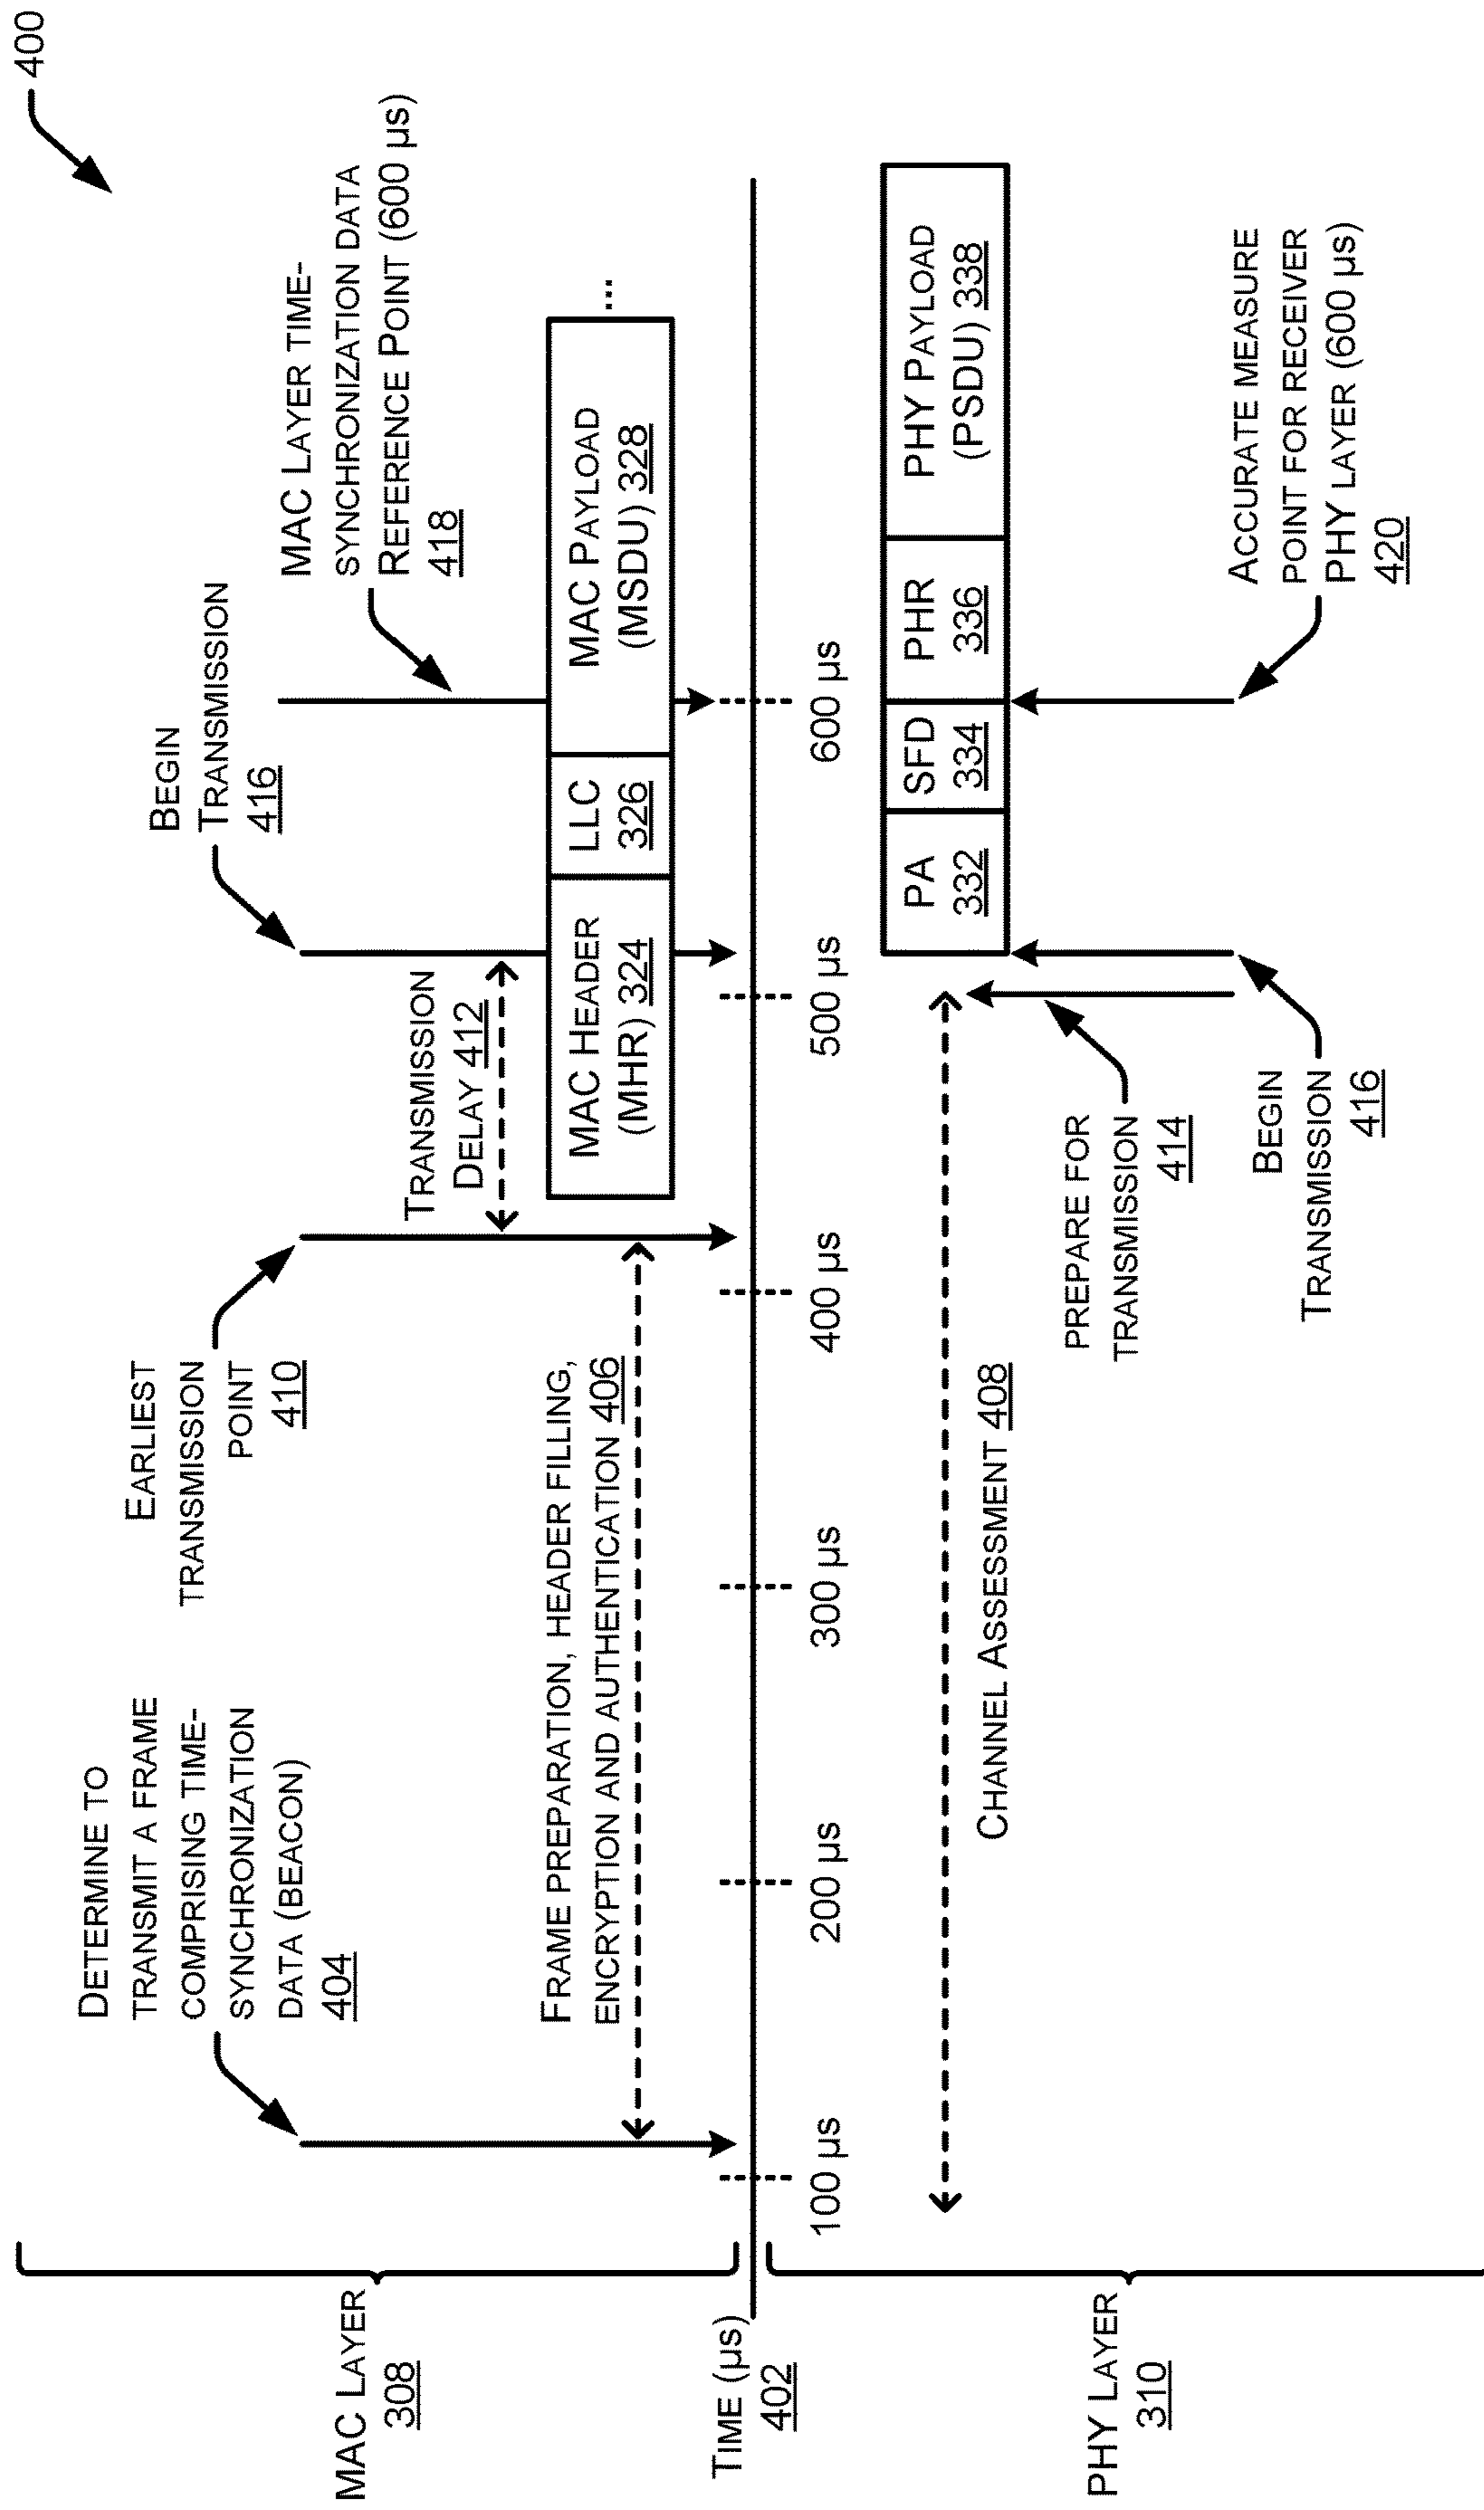 400
MAC LAYER
308
DETERMINE TO
TRANSMIT A FRAME
COMPRISING TIME-
SYNCHRONIZATION
DATA (BEACON)
404
EARLIEST
TRANSMISSION
POINT
410
BEGIN
TRANSMISSION
416
MAC LAYER TIME-
SYNCHRONIZATION DATA
REFERENCE POINT (600 µs)
418
FRAME PREPARATION, HEADER FILLING,
ENCRYPTION AND AUTHENTICATION 406
TRANSMISSION
DELAY 412
MAC HEADER
(MHR) 324
LLC
326
MAC PAYLOAD
(MSDU) 328
...
TIME (µs)
402
100 µs
200 µs
300 µs
400 µs
500 µs
600 µs
PHY LAYER
310
CHANNEL ASSESSMENT 408
PA
332
SFD
334
PHR
336
PHY PAYLOAD
(PSDU) 338
PREPARE FOR
TRANSMISSION
414
BEGIN
TRANSMISSION
416
ACCURATE MEASURE
POINT FOR RECEIVER
PHY LAYER (600 µs)
420